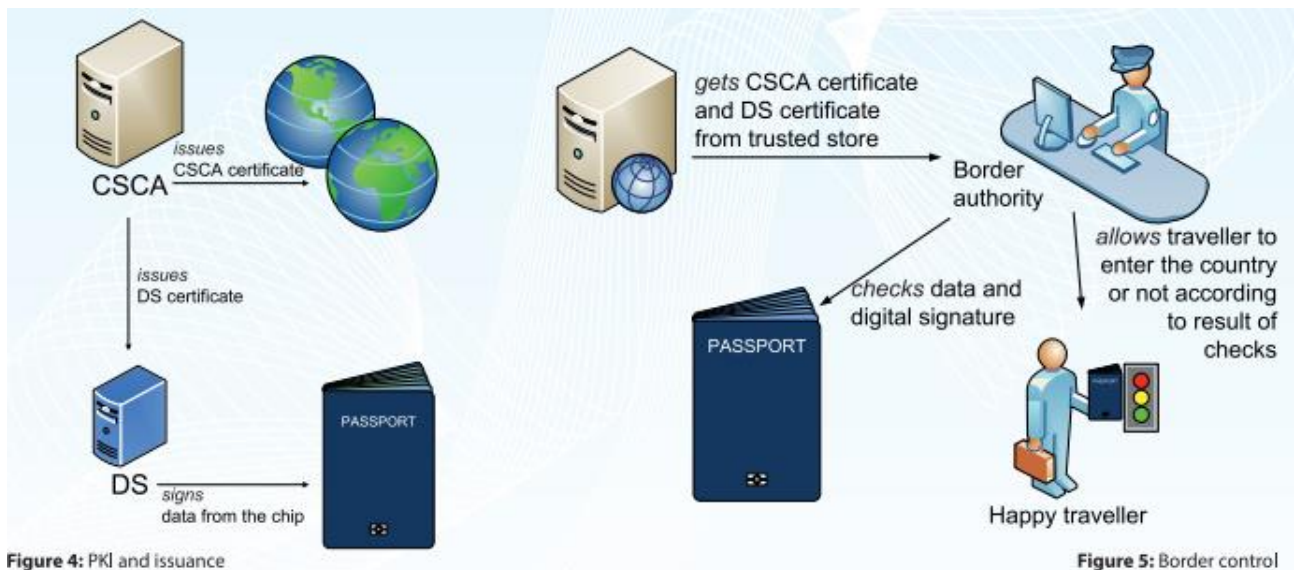 issues
CSCA certificate
CSCA
issues
DS certificate
DS
signs
data from the chip
PASSPORT
Figure 4: PKI and issuance
gets CSCA certificate
and DS certificate
from trusted store
Border
authority
checks data and
digital signature
PASSPORT
allows traveller to
enter the country
or not according
to result of
checks
PASSPORT
Happy traveller
Figure 5: Border control